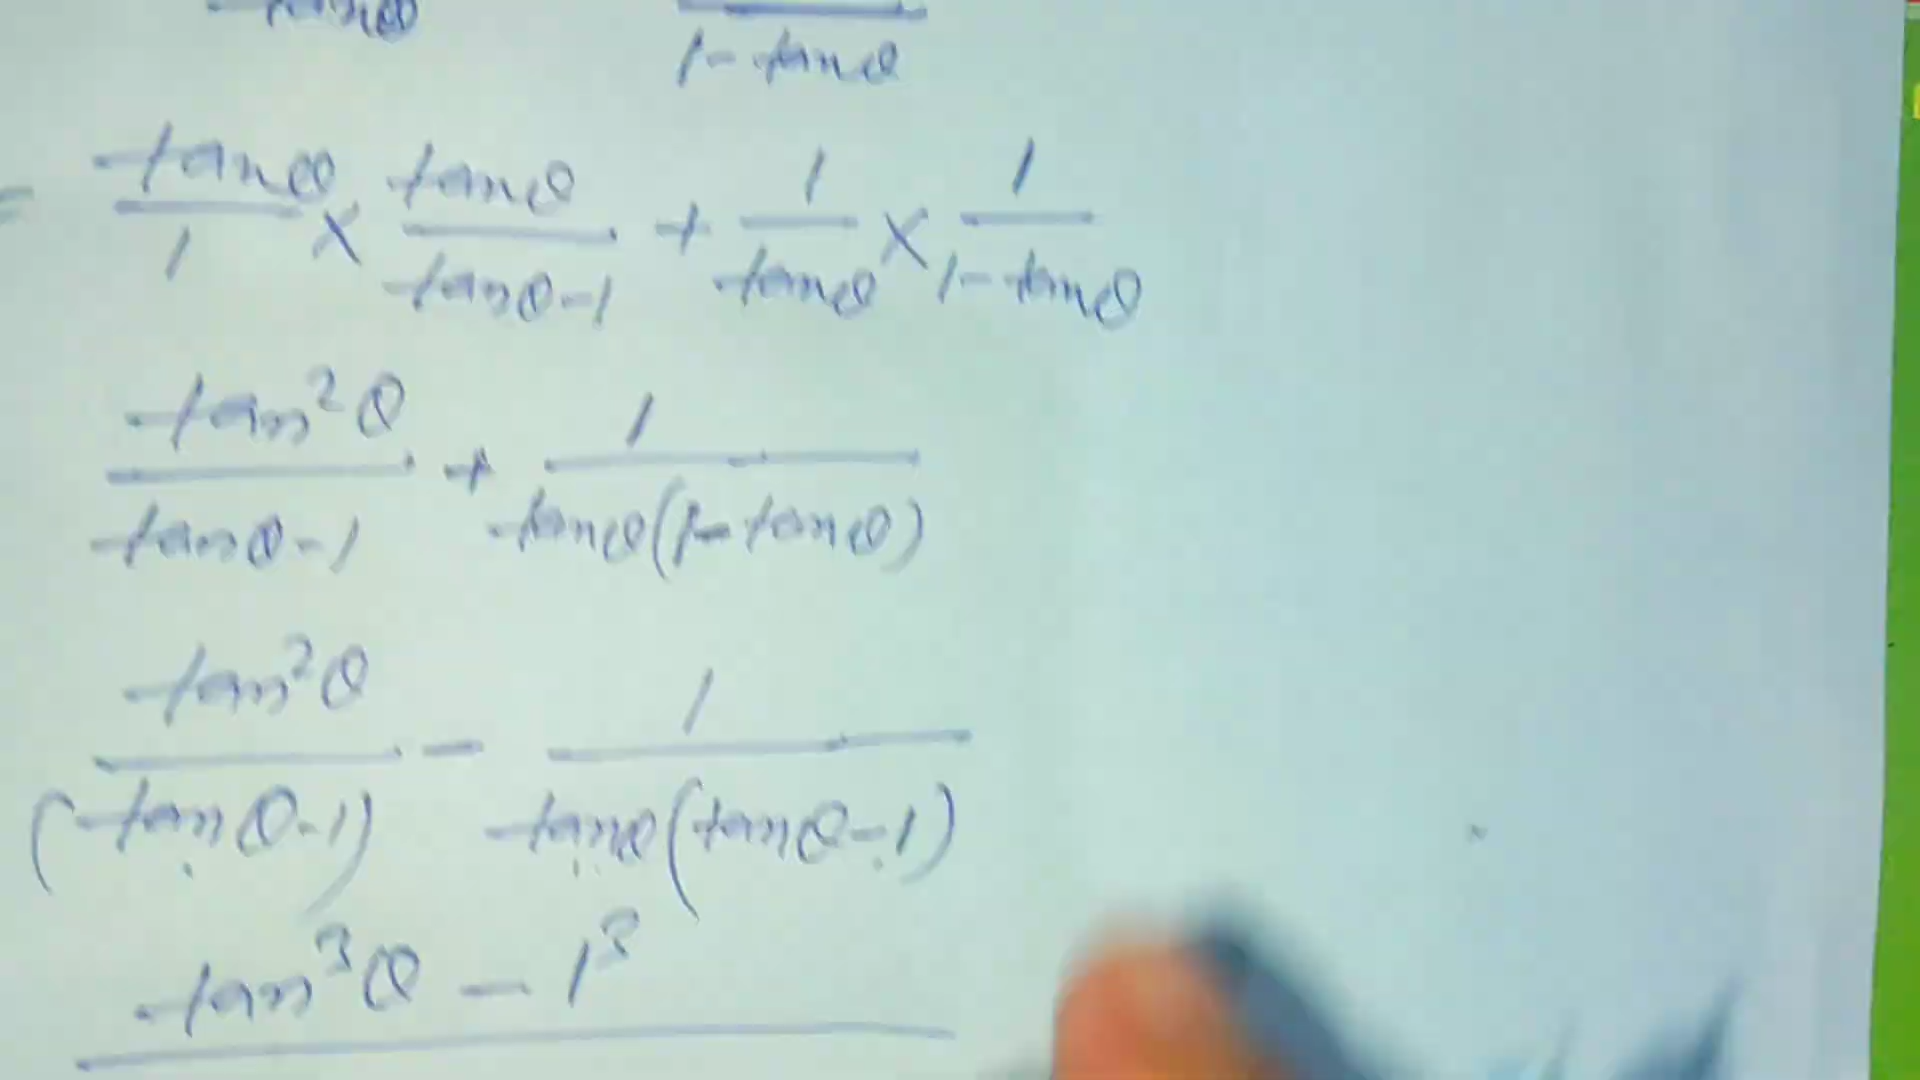 tanθ
1 - tanθ
= tanθ/1 × tanθ/tanθ-1 + 1/tanθ × 1/1-tanθ
tan²θ/tanθ-1 + 1/tanθ(1-tanθ)
tan²θ/(tanθ-1) - 1/tanθ(tanθ-1)
tan³θ - 1³